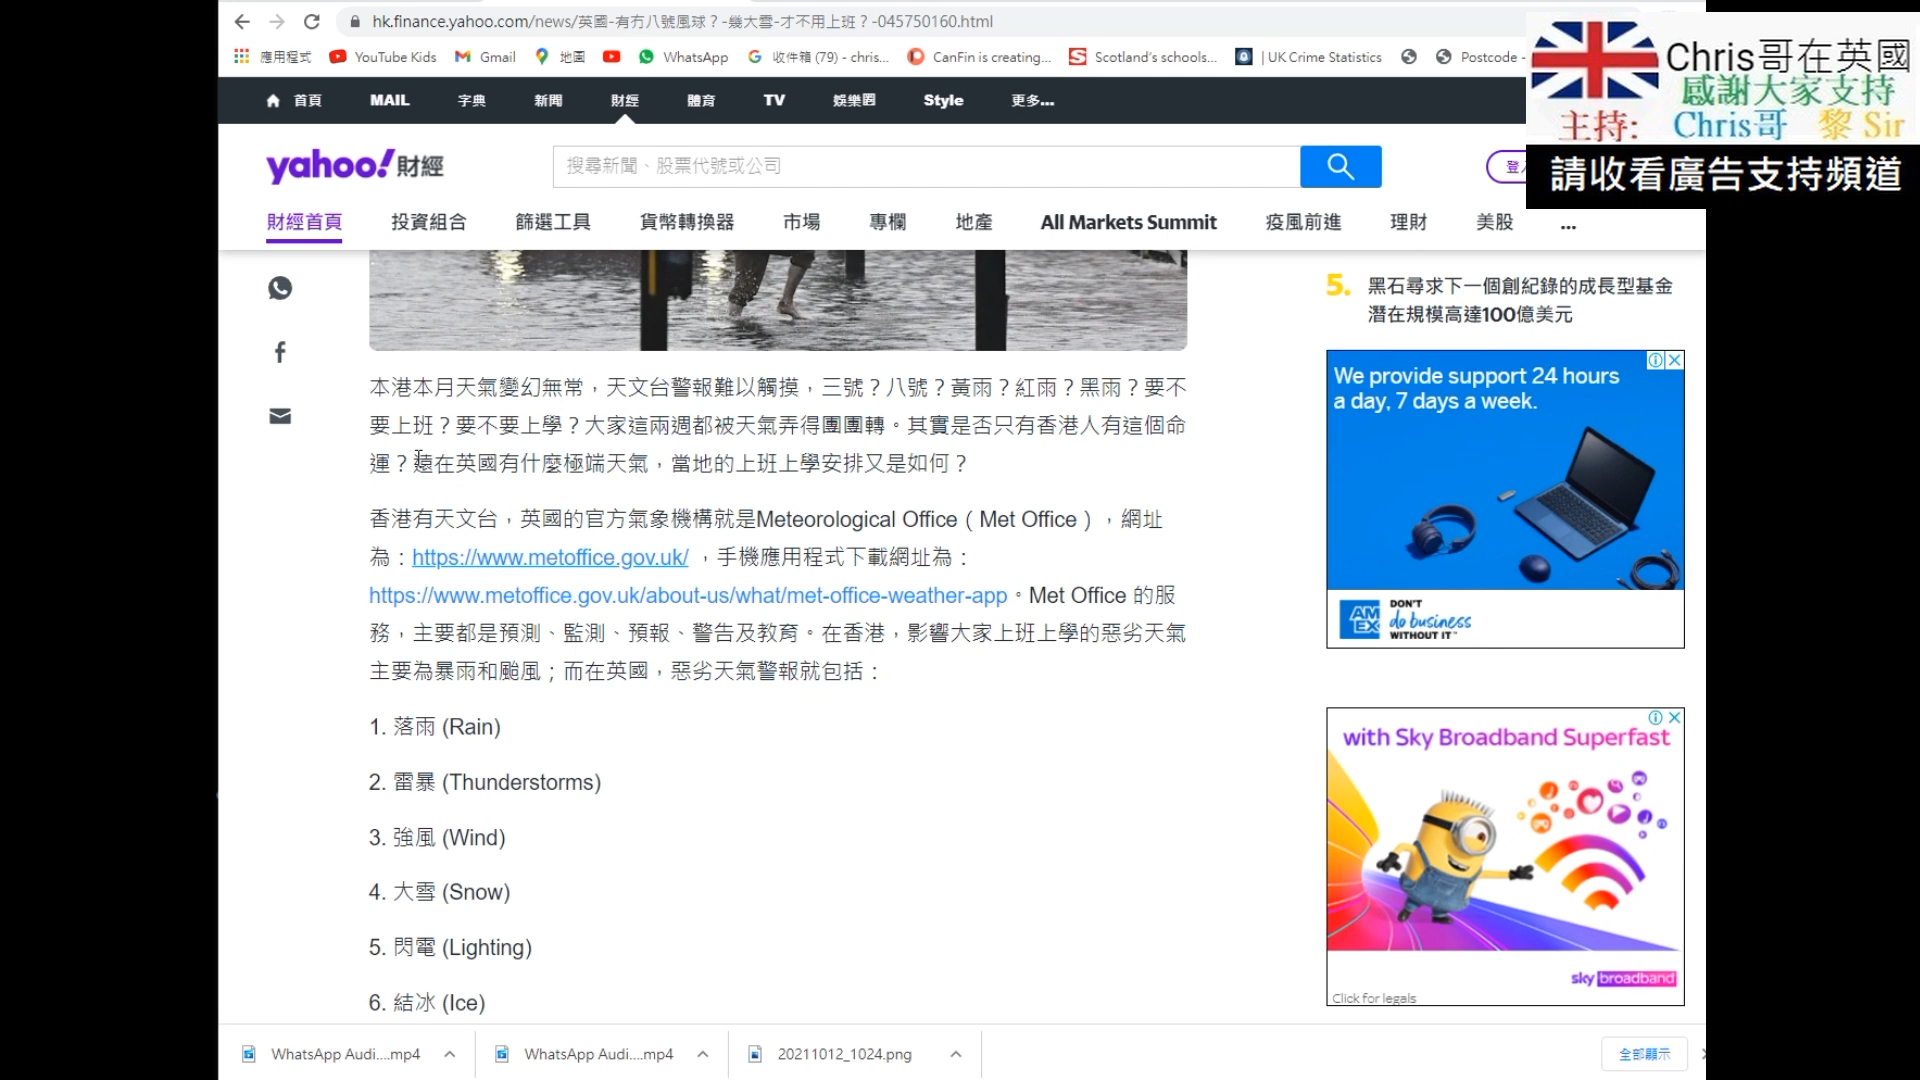 hk.finance.yahoo.com/news/英國-有冇八號風球？-幾大雪-才不用上班？-045750160.html
應用程式 YouTube Kids Gmail 地圖 WhatsApp 收件箱 (79) - chris... CanFin is creating... Scotland's schools... | UK Crime Statistics Postcode -
Chris哥在英國
感謝大家支持
主持: Chris哥 黎 Sir
請收看廣告支持頻道
首頁 MAIL 字典 新聞 財經 體育 TV 娛樂圈 Style 更多...
yahoo!財經
搜尋新聞、股票代號或公司
財經首頁 投資組合 篩選工具 貨幣轉換器 市場 專欄 地產 All Markets Summit 疫風前進 理財 美股 ...
本港本月天氣變幻無常，天文台警報難以觸摸，三號？八號？黃雨？紅雨？黑雨？要不
要上班？要不要上學？大家這兩週都被天氣弄得團團轉。其實是否只有香港人有這個命
運？遠在英國有什麼極端天氣，當地的上班上學安排又是如何？
香港有天文台，英國的官方氣象機構就是Meteorological Office（Met Office），網址
為：https://www.metoffice.gov.uk/ ，手機應用程式下載網址為：
https://www.metoffice.gov.uk/about-us/what/met-office-weather-app。Met Office 的服
務，主要都是預測、監測、預報、警告及教育。在香港，影響大家上班上學的惡劣天氣
主要為暴雨和颱風；而在英國，惡劣天氣警報就包括：
1. 落雨 (Rain)
2. 雷暴 (Thunderstorms)
3. 強風 (Wind)
4. 大雪 (Snow)
5. 閃電 (Lighting)
6. 結冰 (Ice)
5. 黑石尋求下一個創紀錄的成長型基金
潛在規模高達100億美元
We provide support 24 hours
a day, 7 days a week.
AMEX
DON'T
do business
WITHOUT IT™
with Sky Broadband Superfast
sky broadband
Click for legals
WhatsApp Audi....mp4 WhatsApp Audi....mp4 20211012_1024.png 全部顯示